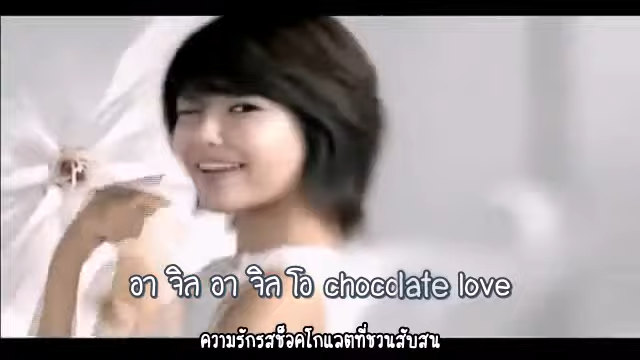 อา จิล อา จิล โอ chocolate love
ความรักรสช็อคโกแลตที่ชวนสับสน